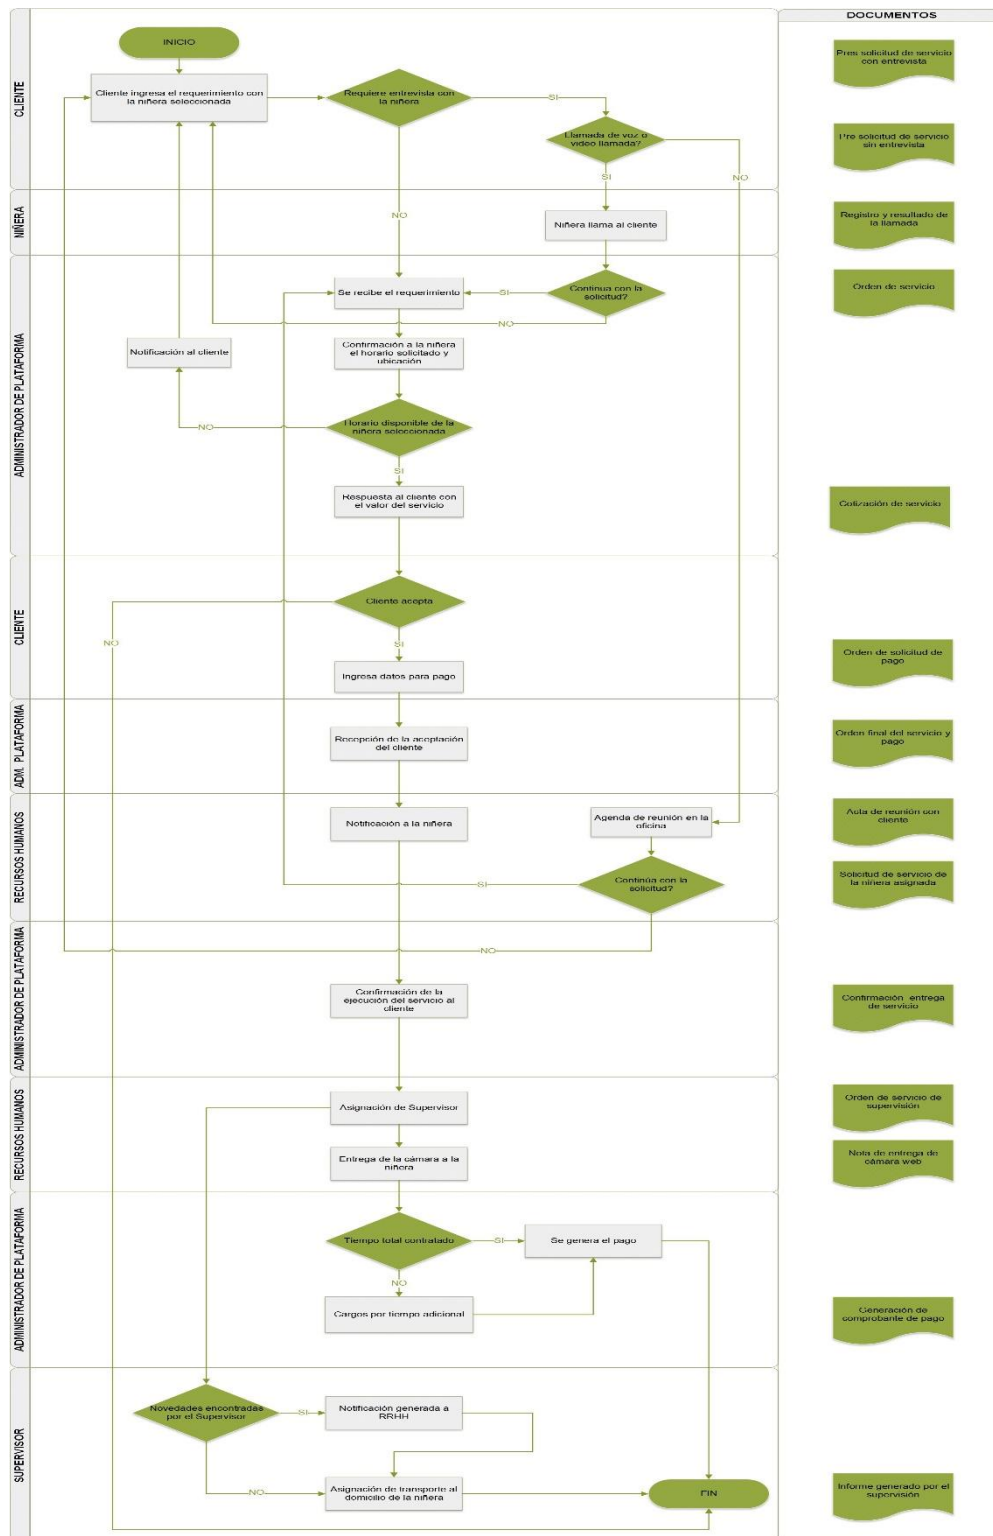 DOCUMENTOS
CLIENTE
INICIO
Cliente ingresa el requerimiento con
la niñera seleccionada
Requiere entrevista con
la niñera
SI
Llamada de voz o
video llamada?
NO
SI
NO
Pres solicitud de servicio
con entrevista
Pre solicitud de servicio
sin entrevista
NIÑERA
Niñera llama al cliente
Registro y resultado de
la llamada
ADMINISTRADOR DE PLATAFORMA
Se recibe el requerimiento
SI
Continua con la
solicitud?
NO
Orden de servicio
Notificación al cliente
Confirmación a la niñera
el horario solicitado y
ubicación
Horario disponible de la
niñera seleccionada
NO
SI
Respuesta al cliente con
el valor del servicio
Cotización de servicio
CLIENTE
Cliente acepta
NO
SI
Ingresa datos para pago
Orden de solicitud de
pago
ADM. PLATAFORMA
Recepción de la aceptación
del cliente
Orden final del servicio y
pago
RECURSOS HUMANOS
Notificación a la niñera
Agenda de reunión en la
oficina
Continúa con la
solicitud?
SI
NO
Acta de reunión con
cliente
Solicitud de servicio de
la niñera asignada
ADMINISTRADOR DE PLATAFORMA
Confirmación de la
ejecución del servicio al
cliente
Confirmación entrega
de servicio
RECURSOS HUMANOS
Asignación de Supervisor
Entrega de la cámara a la
niñera
Orden de servicio de
supervisión
Nota de entrega de
cámara web
ADMINISTRADOR DE PLATAFORMA
Tiempo total contratado
SI
Se genera el pago
NO
Cargos por tiempo adicional
Generación de
comprobante de pago
SUPERVISOR
Novedades encontradas
por el Supervisor
SI
Notificación generada a
RRHH
NO
Asignación de transporte al
domicilio de la niñera
FIN
Informe generado por el
supervisión